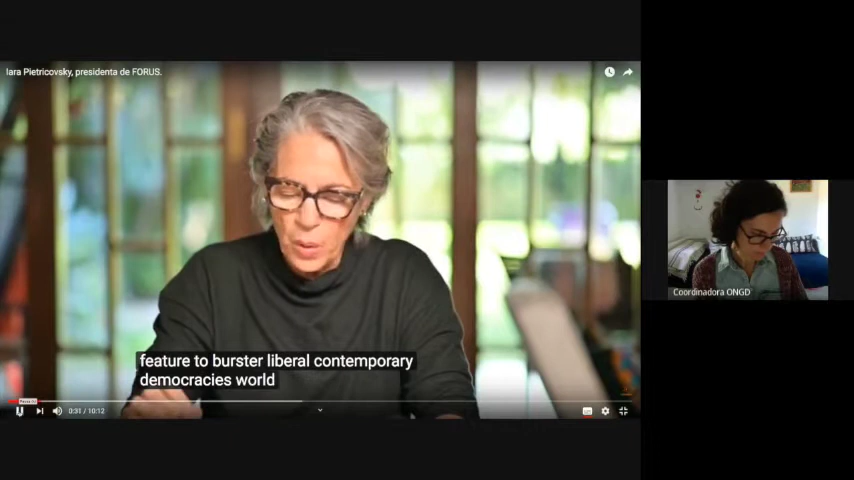 Iara Pietricovsky, presidenta de FORUS.
feature to burster liberal contemporary
democracies world
0:31 / 10:12
Coordinadora ONGD